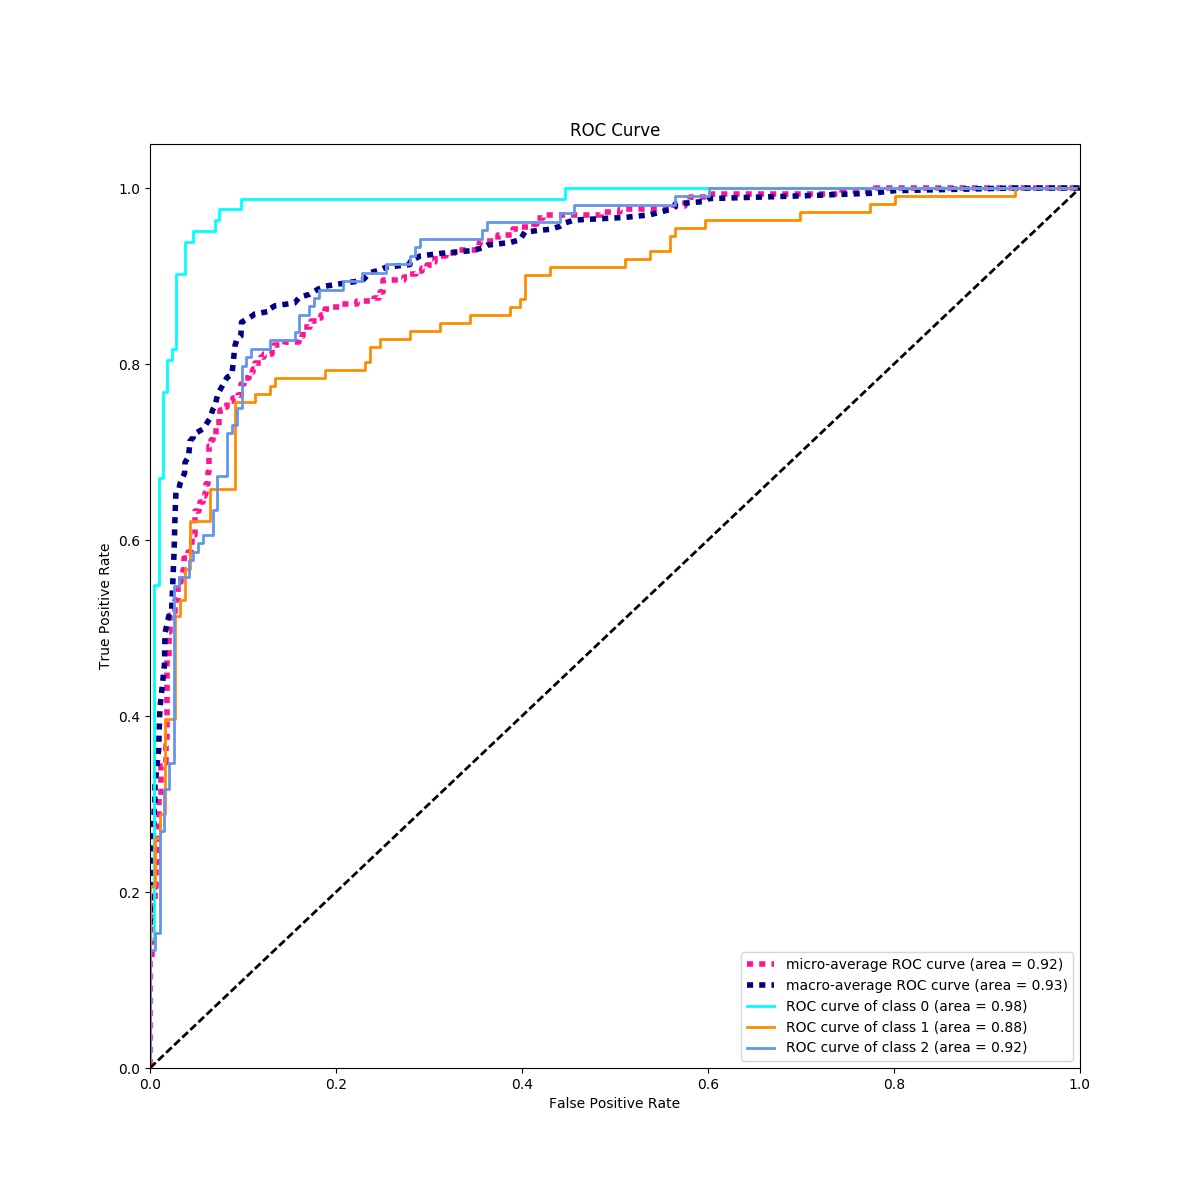 ROC Curve
1.0
0.8
0.6
0.4
0.2
0.0
True Positive Rate
micro-average ROC curve (area = 0.92)
macro-average ROC curve (area = 0.93)
ROC curve of class 0 (area = 0.98)
ROC curve of class 1 (area = 0.88)
ROC curve of class 2 (area = 0.92)
0.0 0.2 0.4 0.6 0.8 1.0
False Positive Rate